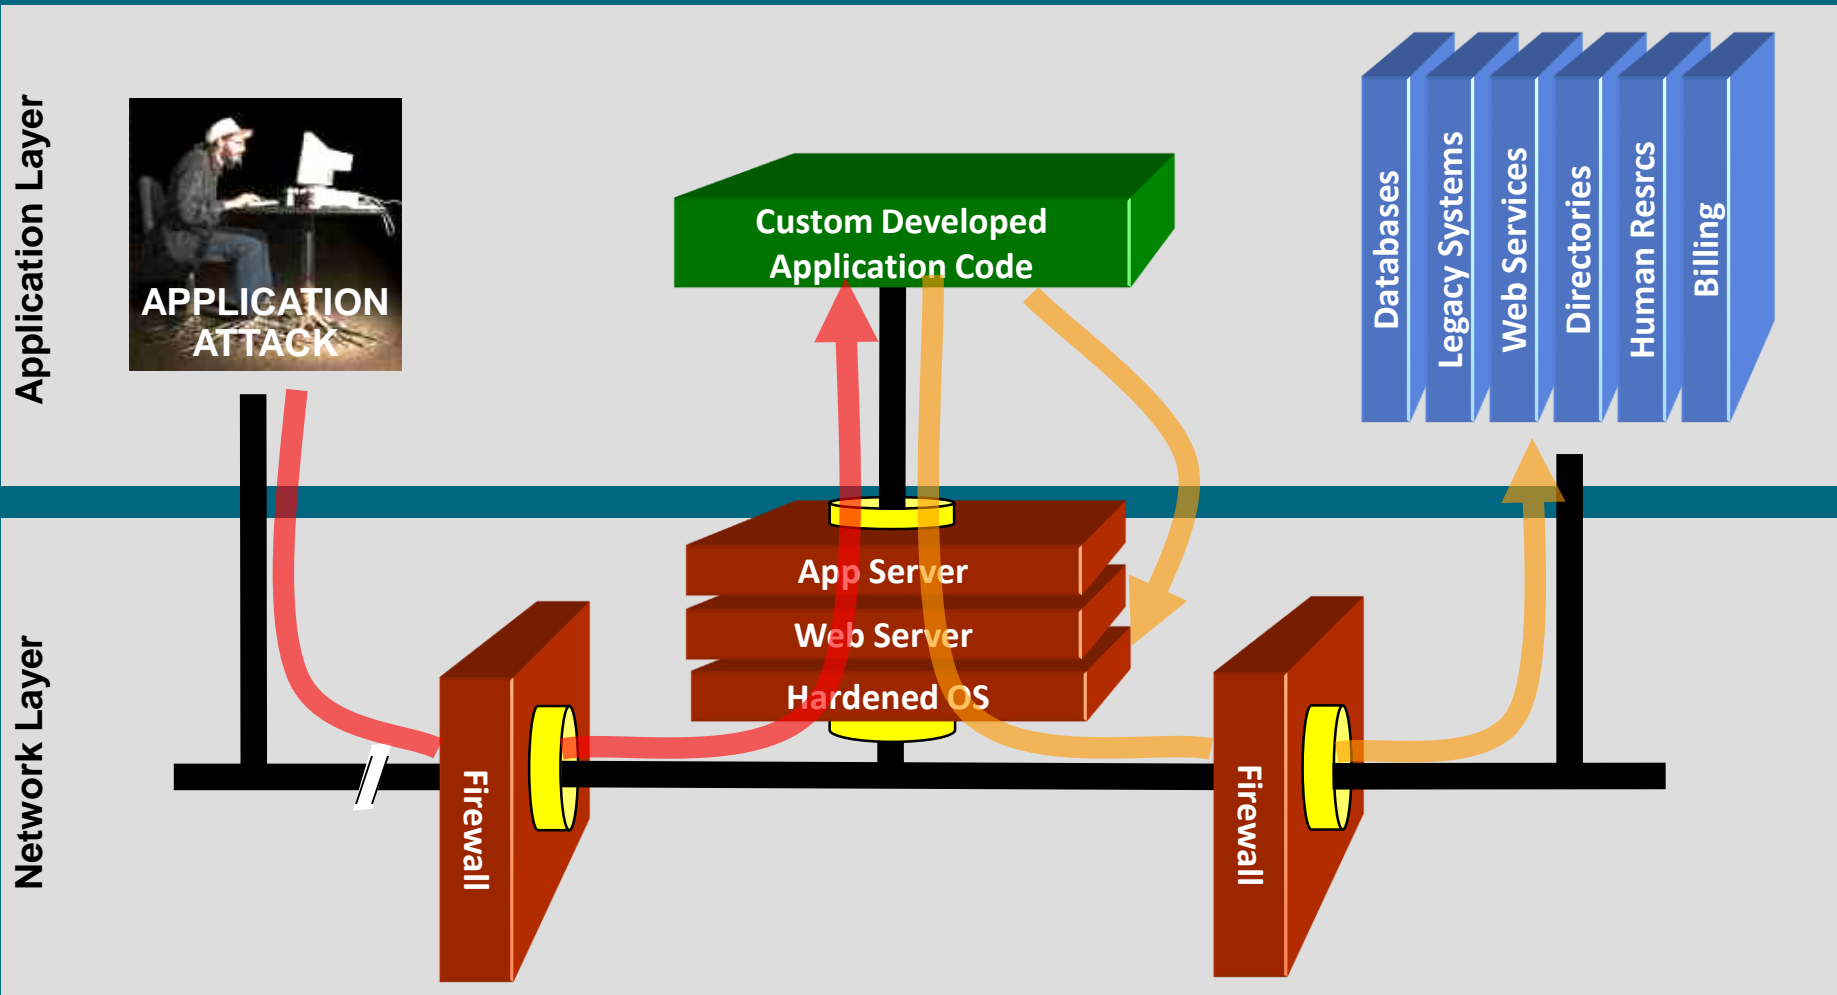 Application Layer
APPLICATION
ATTACK
Custom Developed
Application Code
Databases
Legacy Systems
Web Services
Directories
Human Resrcs
Billing
Network Layer
App Server
Web Server
Hardened OS
Firewall
Firewall